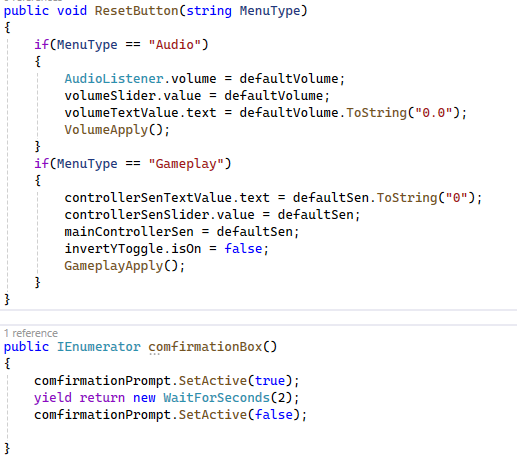 public void ResetButton(string MenuType)
{
if(MenuType == "Audio")
{
AudioListener.volume = defaultVolume;
volumeSlider.value = defaultVolume;
volumeTextValue.text = defaultVolume.ToString("0.0");
VolumeApply();
}
if(MenuType == "Gameplay")
{
controllerSenTextValue.text = defaultSen.ToString("0");
controllerSenSlider.value = defaultSen;
mainControllerSen = defaultSen;
invertYToggle.isOn = false;
GameplayApply();
}
}
1 reference
public IEnumerator comfirmationBox()
{
comfirmationPrompt.SetActive(true);
yield return new WaitForSeconds(2);
comfirmationPrompt.SetActive(false);
}